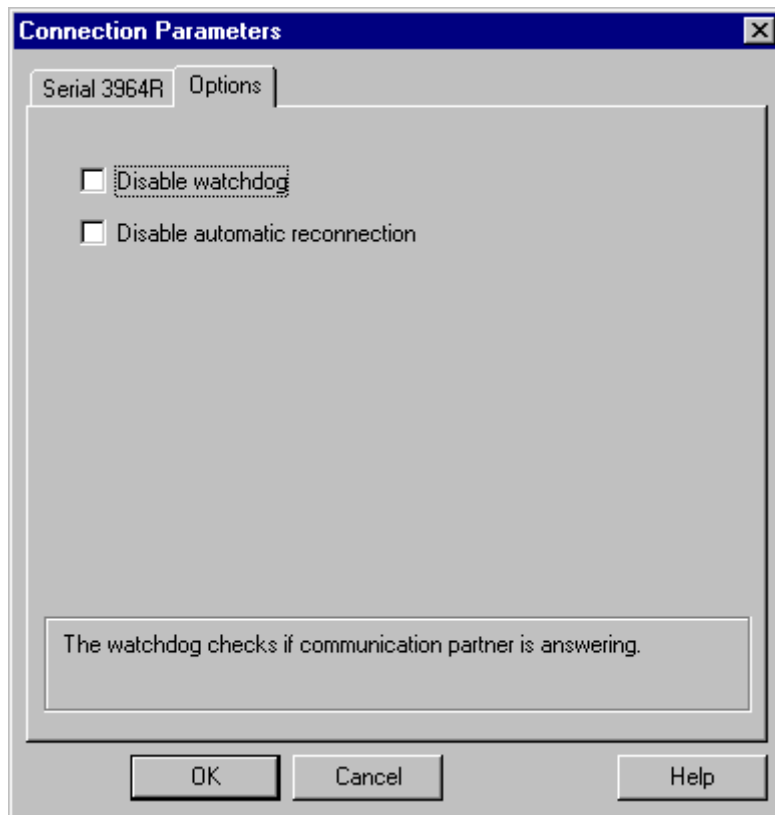 Connection Parameters
Serial 3964R Options
Disable watchdog
Disable automatic reconnection
The watchdog checks if communication partner is answering.
OK Cancel Help